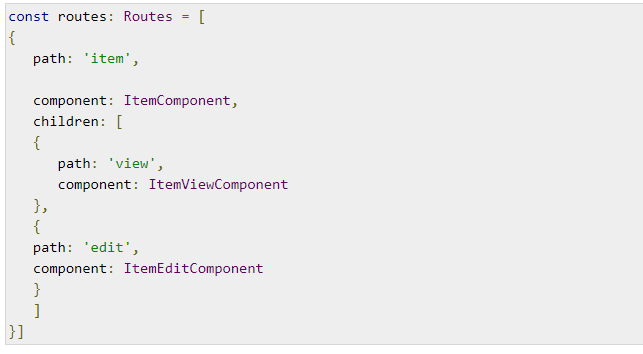 const routes: Routes = [
{
   path: 'item',

   component: ItemComponent,
   children: [
   {
      path: 'view',
      component: ItemViewComponent
   },
   {
   path: 'edit',
   component: ItemEditComponent
   }
   ]
}]